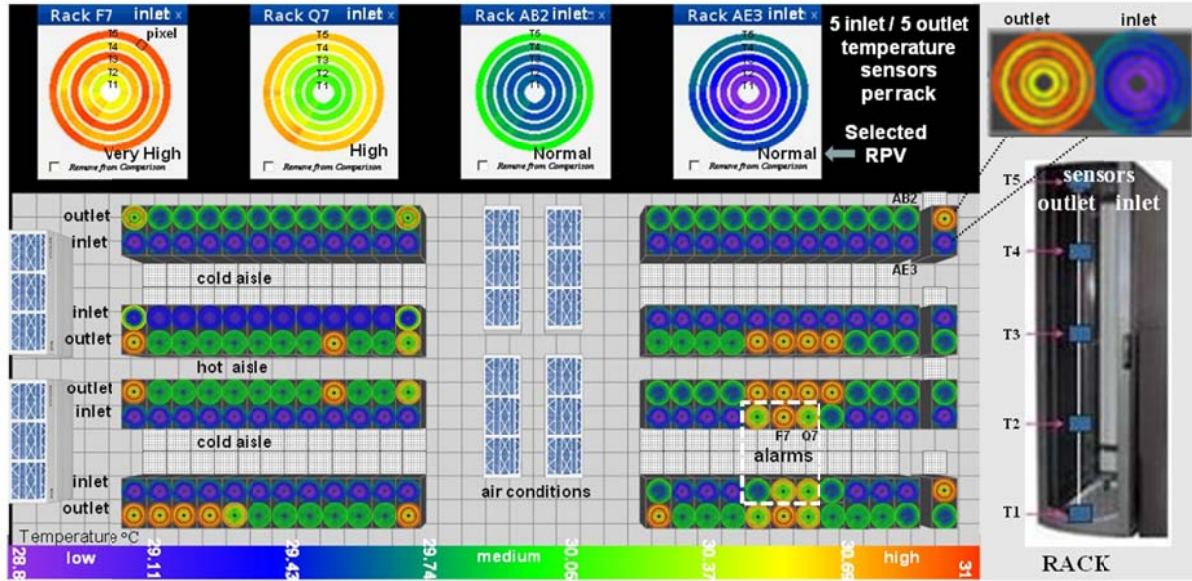 Rack F7 inlet x
Rack Q7 inlet x
Rack AB2 inlet x
Rack AE3 inlet x
T5
pixel
T4
T3
T2
T1
Very High
Remove from Comparison
T5
T4
T3
T2
T1
High
Remove from Comparison
T5
T4
T3
T2
T1
Normal
Remove from Comparison
T5
T4
T3
T2
T1
Normal
Remove from Comparison
5 inlet / 5 outlet
temperature
sensors
per rack
Selected
RPV
outlet inlet
outlet
inlet
cold aisle
inlet
outlet
hot aisle
outlet
inlet
cold aisle
inlet
outlet
air conditions
AB2
AE3
F7 Q7
alarms
Temperature °C
28.8
low
29.11
29.43
29.74
medium
30.06
30.37
30.69
high
31
T5
sensors
outlet inlet
T4
T3
T2
T1
RACK